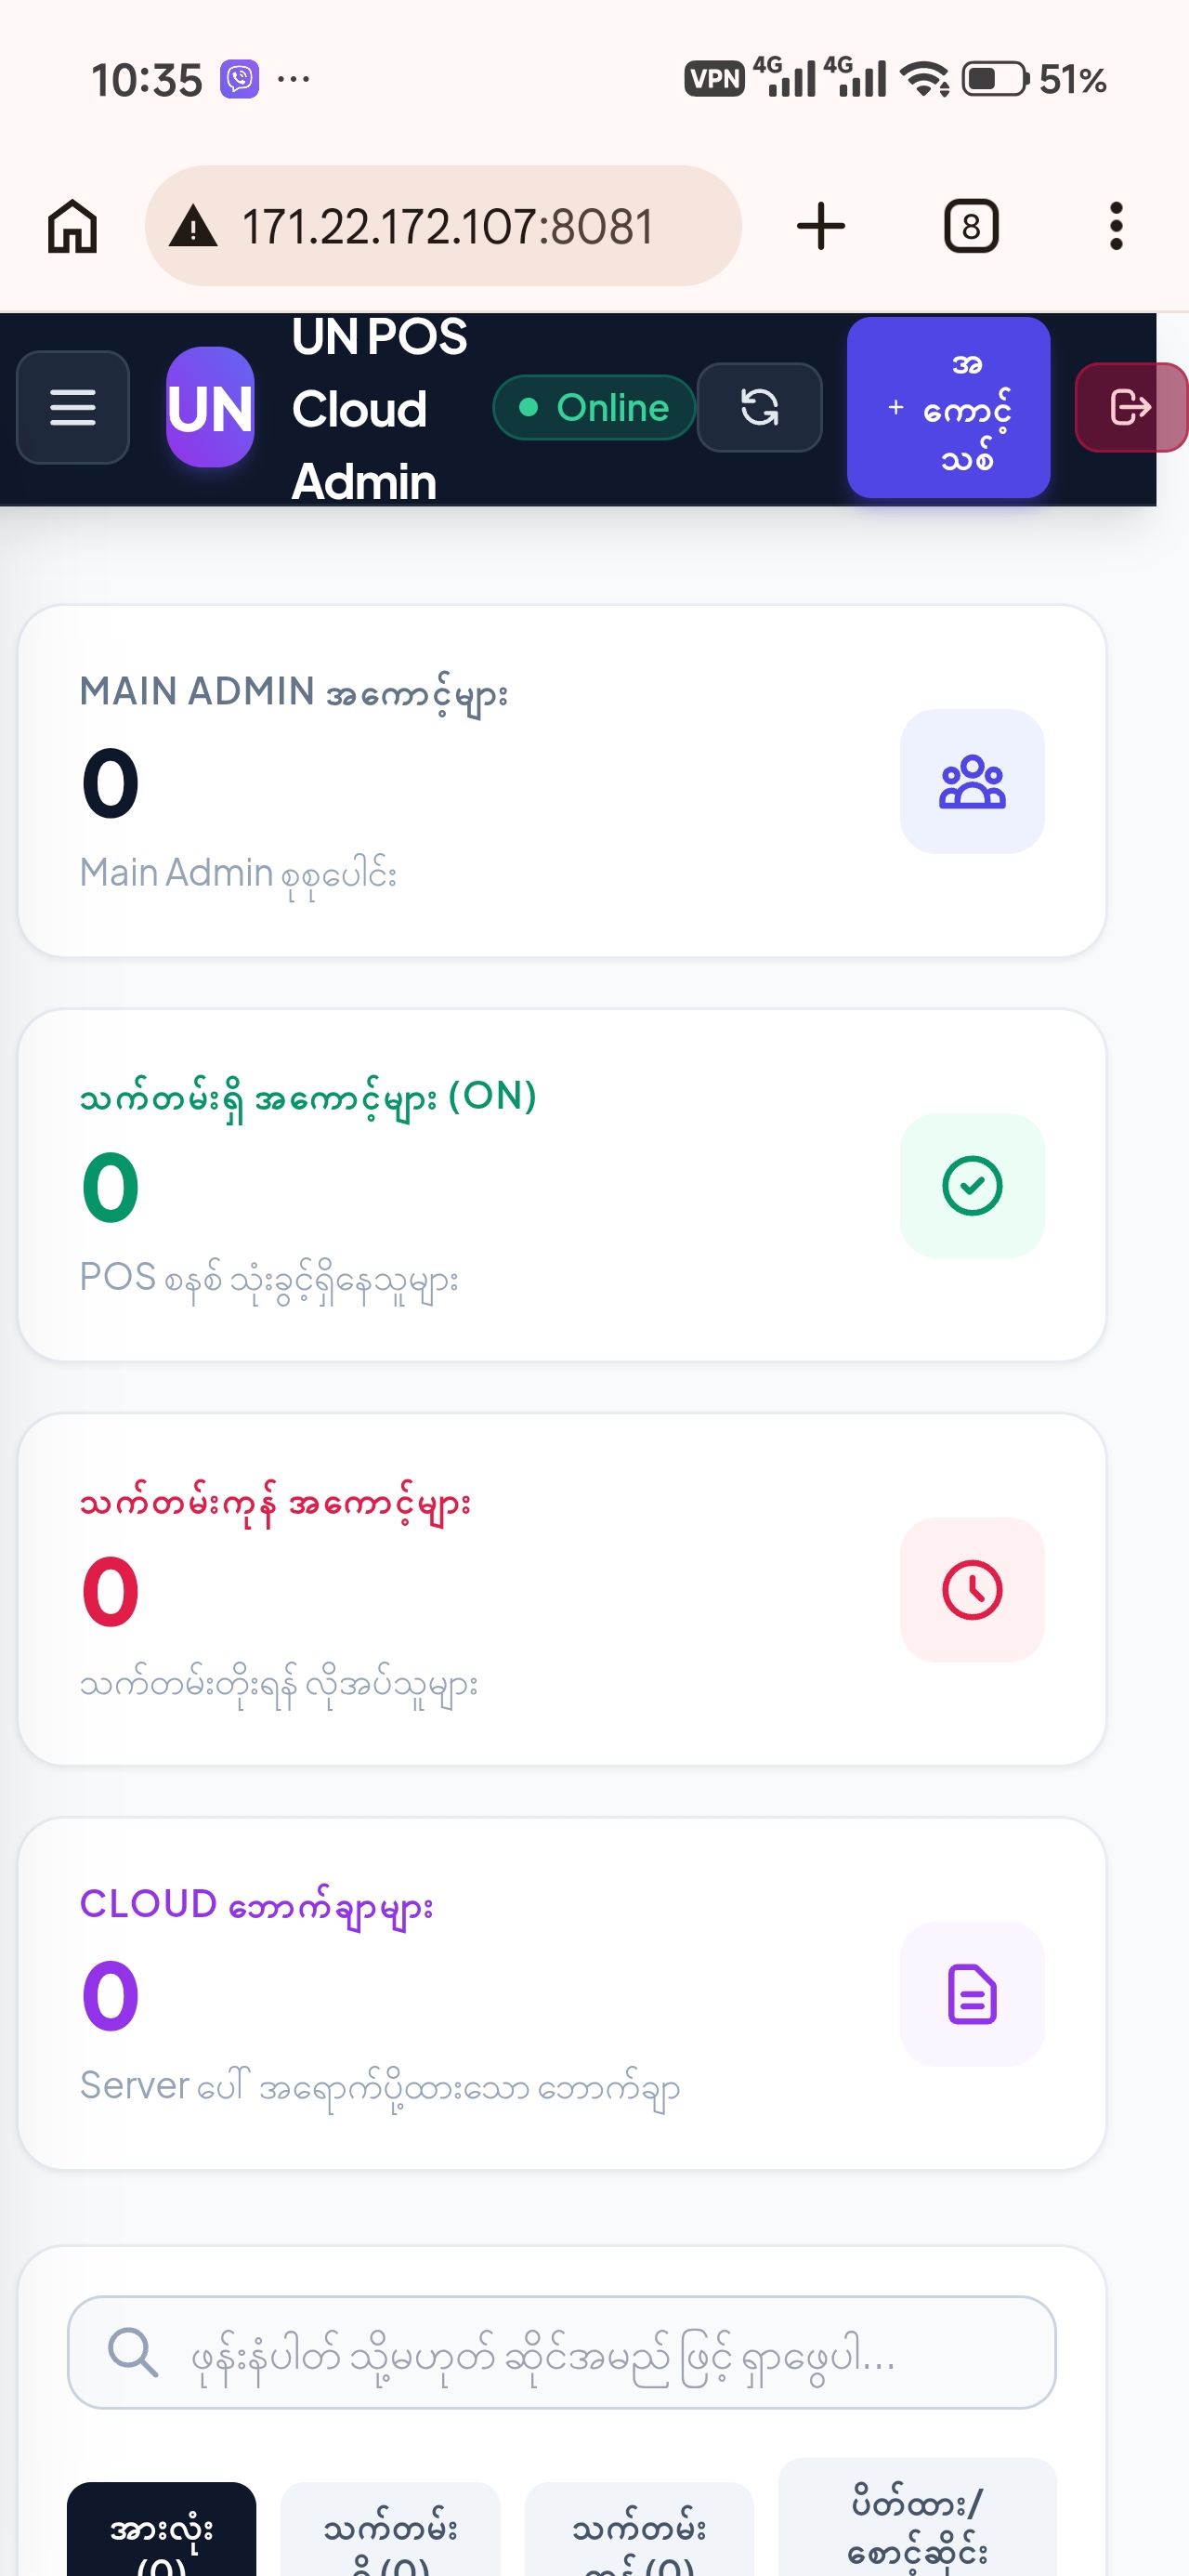 10:35 ... VPN 4G 4G 51%
171.22.172.107:8081
8
UN
UN POS
Cloud
Admin
Online
+ အ
ကောင့်
သစ်
MAIN ADMIN အကောင့်များ
0
Main Admin စုစုပေါင်း
သက်တမ်းရှိ အကောင့်များ (ON)
0
POS စနစ် သုံးခွင့်ရှိနေသူများ
သက်တမ်းကုန် အကောင့်များ
0
သက်တမ်းတိုးရန် လိုအပ်သူများ
CLOUD ဘောက်ချာများ
0
Server ပေါ် အရောက်ပို့ထားသော ဘောက်ချာ
ဖုန်းနံပါတ် သို့မဟုတ် ဆိုင်အမည် ဖြင့် ရှာဖွေပါ...
အားလုံး
(0)
သက်တမ်း
ရှိ (0)
သက်တမ်း
ကုန် (0)
ပိတ်ထား/
စောင့်ဆိုင်း